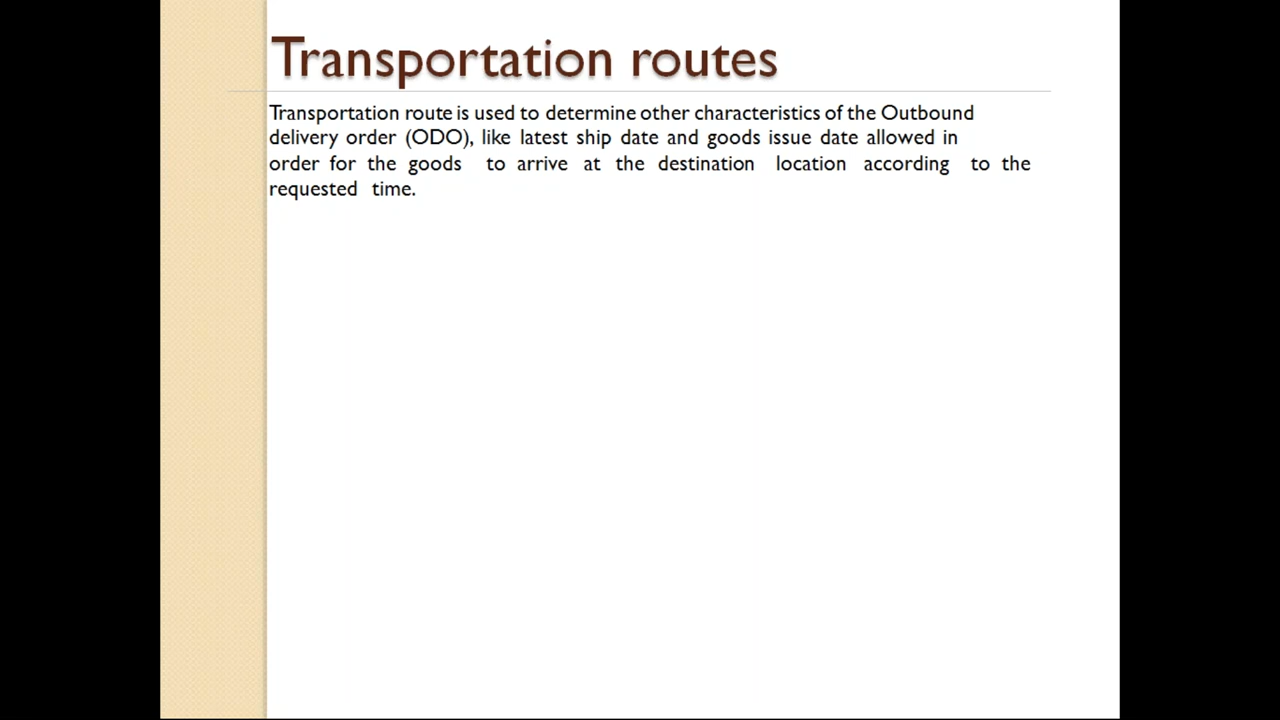 Transportation routes
Transportation route is used to determine other characteristics of the Outbound
delivery order (ODO), like latest ship date and goods issue date allowed in
order for the goods to arrive at the destination location according to the
requested time.